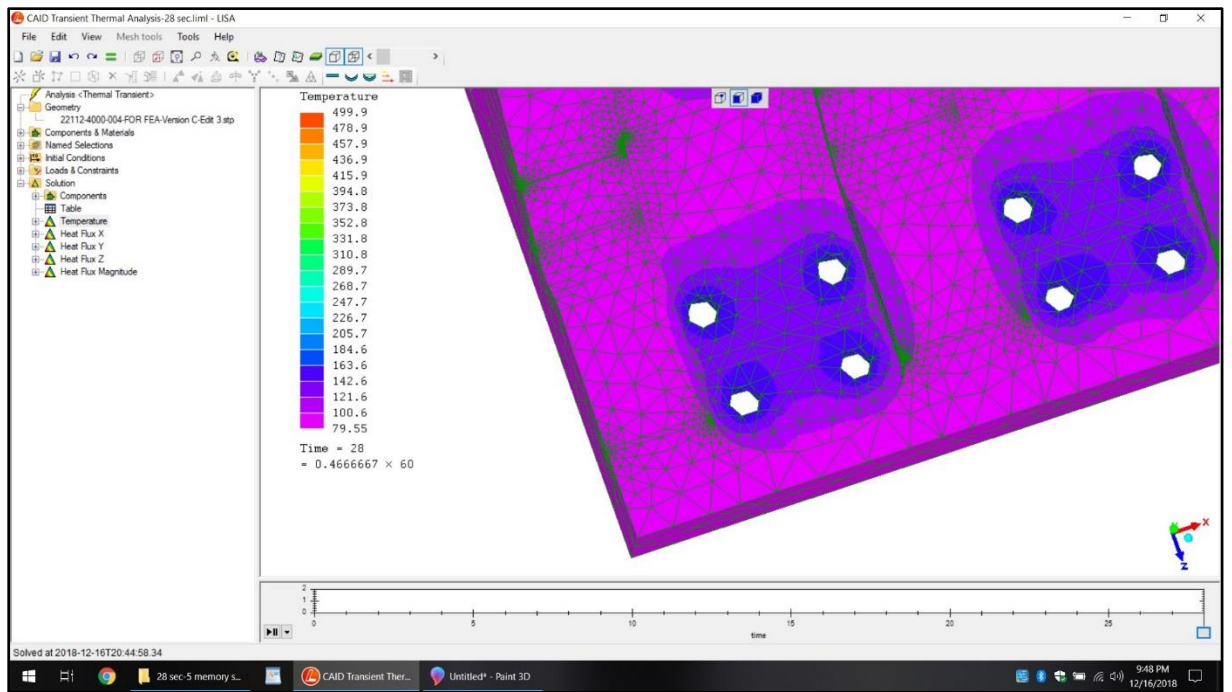 CAID Transient Thermal Analysis-28 sec.liml - LISA
File Edit View Mesh tools Tools Help
Analysis <Thermal Transient>
Geometry
22112-4000-004-FOR FEA-Version C-Edit 3.stp
Components & Materials
Named Selections
Initial Conditions
Loads & Constraints
Solution
Components
Table
Temperature
Heat Flux X
Heat Flux Y
Heat Flux Z
Heat Flux Magnitude
Temperature
499.9
478.9
457.9
436.9
415.9
394.8
373.8
352.8
331.8
310.8
289.7
268.7
247.7
226.7
205.7
184.6
163.6
142.6
121.6
100.6
79.55
Time = 28
= 0.4666667 × 60
X
Z
2
1
0
0 5 10 15 20 25
time
Solved at 2018-12-16T20:44:58.34
28 sec-5 memory s...
CAID Transient Ther...
Untitled* - Paint 3D
9:48 PM
12/16/2018